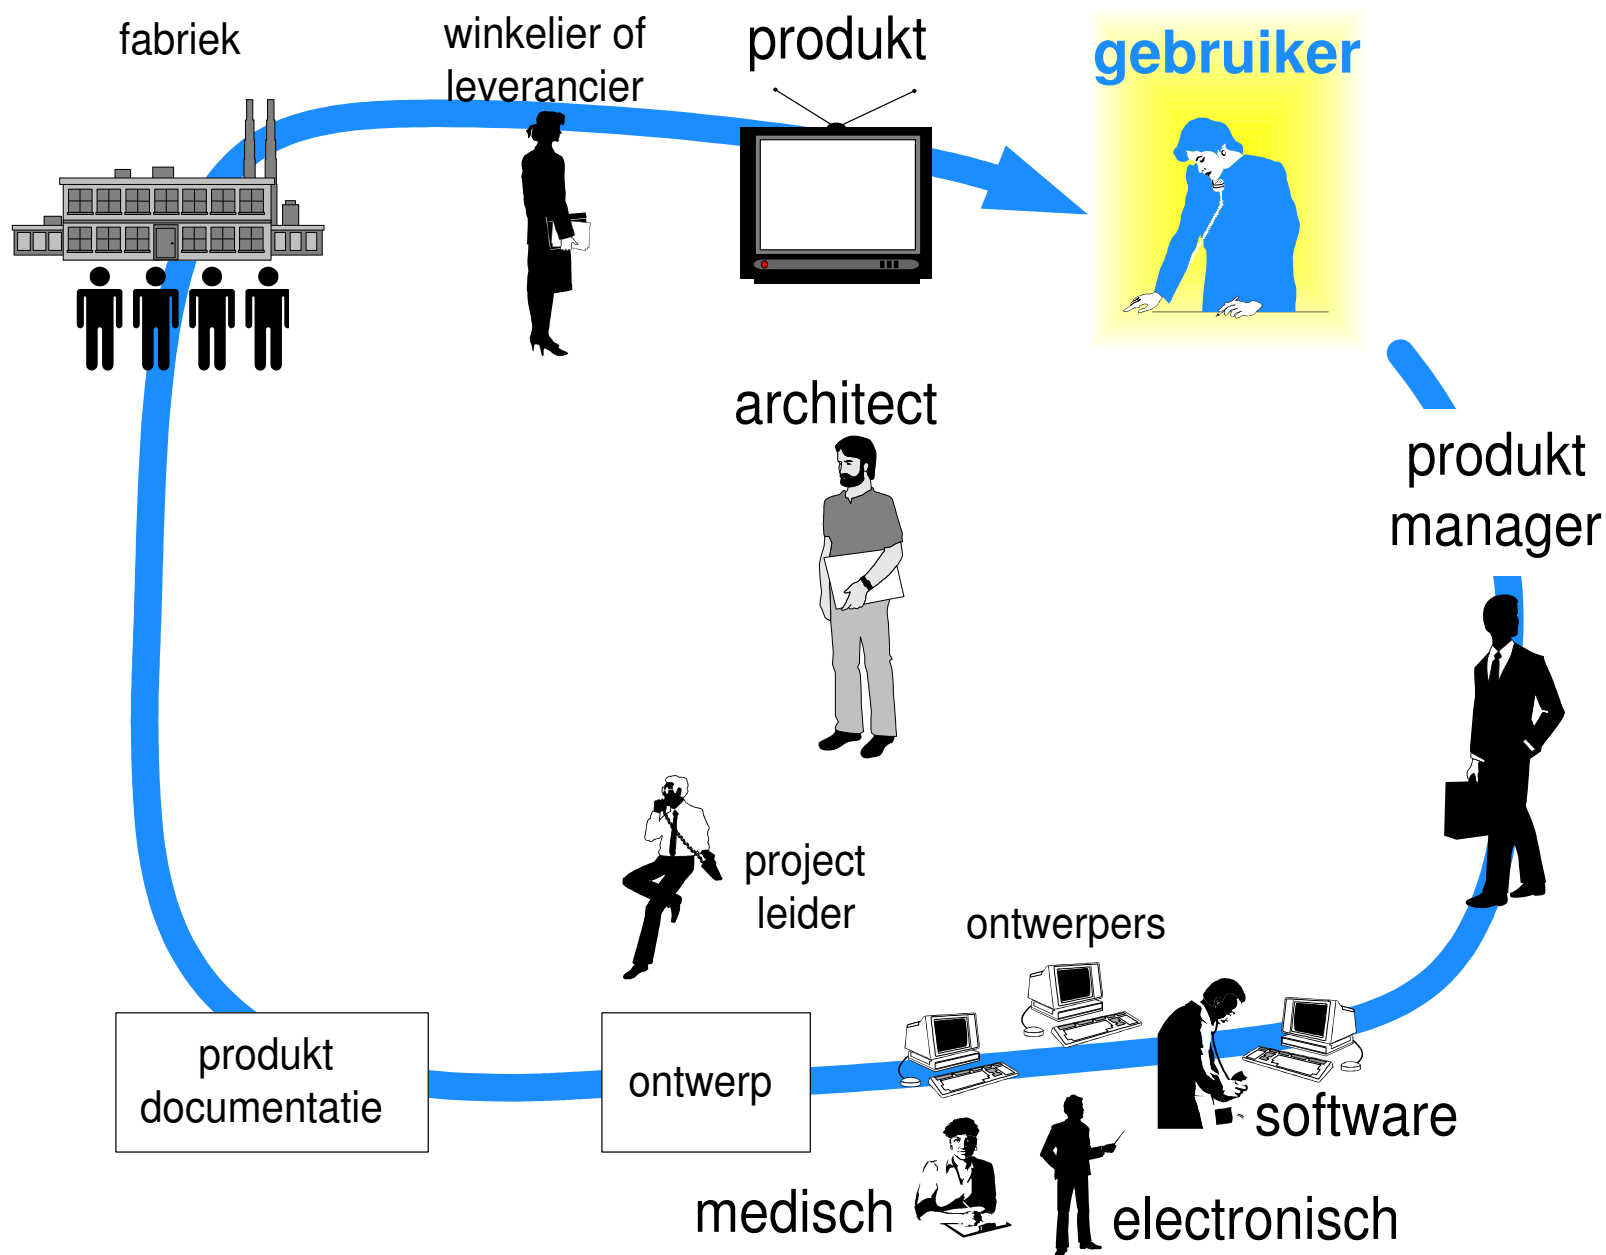 fabriek
winkelier of
leverancier
produkt
gebruiker
architect
produkt
manager
project
leider
ontwerpers
produkt
documentatie
ontwerp
software
medisch
electronisch